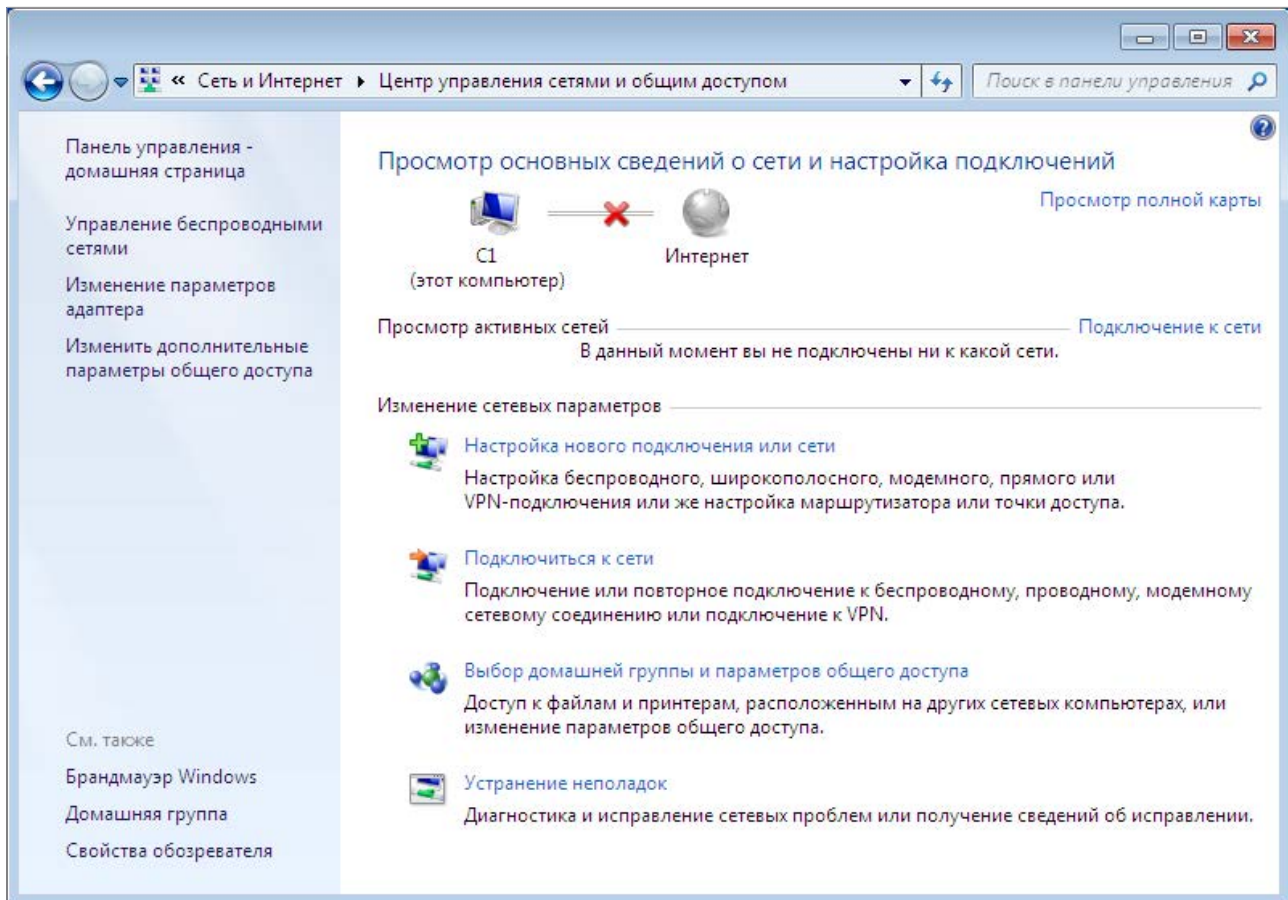 « Сеть и Интернет ▸ Центр управления сетями и общим доступом
Поиск в панели управления
Панель управления -
домашняя страница
Управление беспроводными
сетями
Изменение параметров
адаптера
Изменить дополнительные
параметры общего доступа
См. также
Брандмауэр Windows
Домашняя группа
Свойства обозревателя
Просмотр основных сведений о сети и настройка подключений
Просмотр полной карты
C1
(этот компьютер)
Интернет
Просмотр активных сетей
Подключение к сети
В данный момент вы не подключены ни к какой сети.
Изменение сетевых параметров
Настройка нового подключения или сети
Настройка беспроводного, широкополосного, модемного, прямого или
VPN-подключения или же настройка маршрутизатора или точки доступа.
Подключиться к сети
Подключение или повторное подключение к беспроводному, проводному, модемному
сетевому соединению или подключение к VPN.
Выбор домашней группы и параметров общего доступа
Доступ к файлам и принтерам, расположенным на других сетевых компьютерах, или
изменение параметров общего доступа.
Устранение неполадок
Диагностика и исправление сетевых проблем или получение сведений об исправлении.